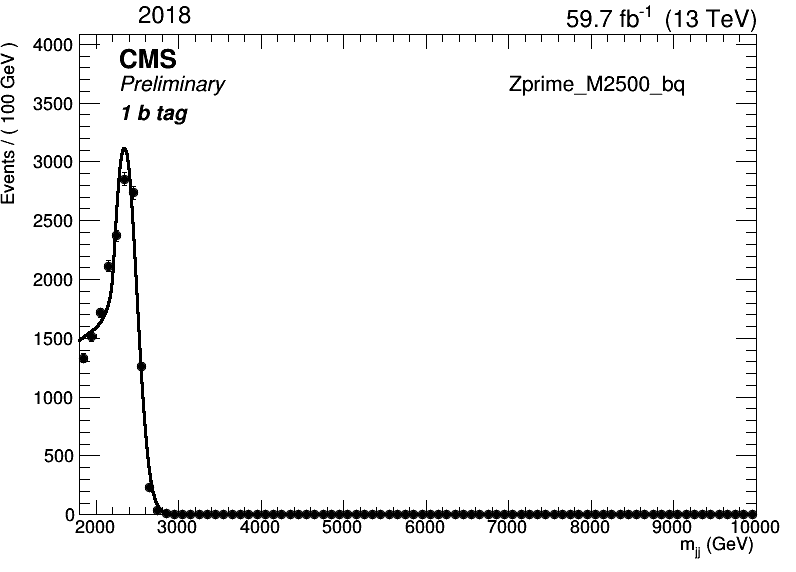 2018
59.7 fb-1 (13 TeV)
CMS
Preliminary
Zprime_M2500_bq
1 b tag
Events / ( 100 GeV )
4000
3500
3000
2500
2000
1500
1000
500
0
2000 3000 4000 5000 6000 7000 8000 9000 10000
mjj (GeV)